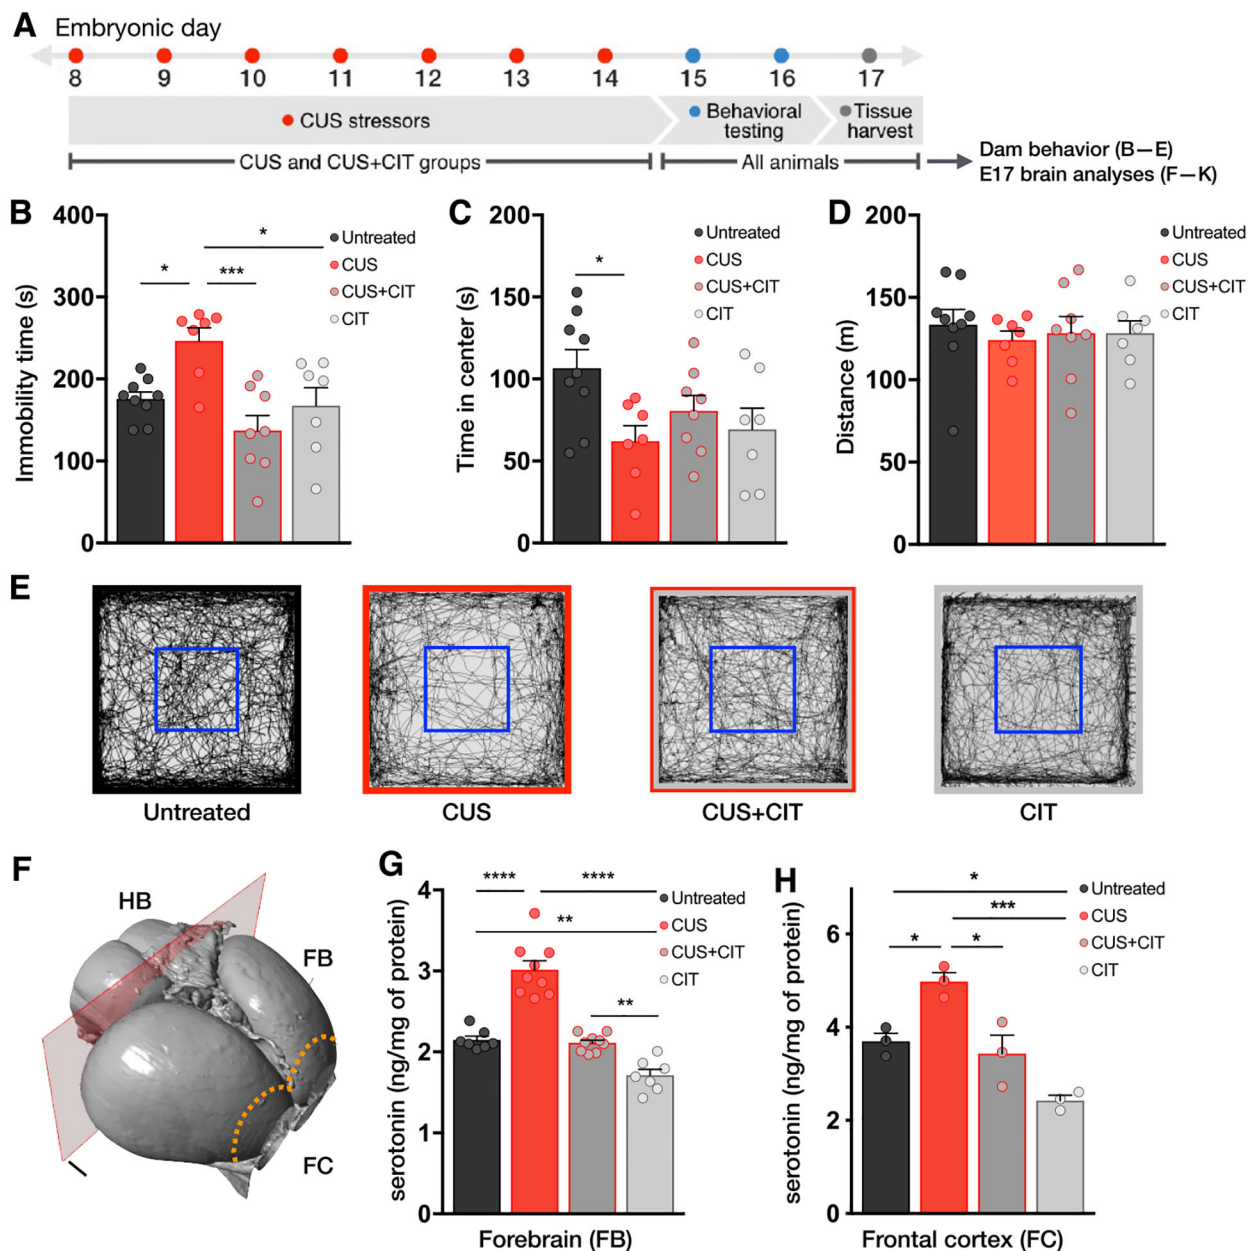 A Embryonic day
8 9 10 11 12 13 14 15 16 17
CUS stressors
Behavioral
testing
Tissue
harvest
CUS and CUS+CIT groups
All animals
Dam behavior (B—E)
E17 brain analyses (F—K)
B
Immobility time (s)
400
300
200
100
0
* *** *
Untreated
CUS
CUS+CIT
CIT
C
Time in center (s)
200
150
100
50
0
*
Untreated
CUS
CUS+CIT
CIT
D
Distance (m)
200
150
100
50
0
Untreated
CUS
CUS+CIT
CIT
E
Untreated
CUS
CUS+CIT
CIT
F
HB
FB
FC
G
serotonin (ng/mg of protein)
4
3
2
1
0
**** ****
**
**
Untreated
CUS
CUS+CIT
CIT
Forebrain (FB)
H
serotonin (ng/mg of protein)
6
4
2
0
*
***
* *
Untreated
CUS
CUS+CIT
CIT
Frontal cortex (FC)